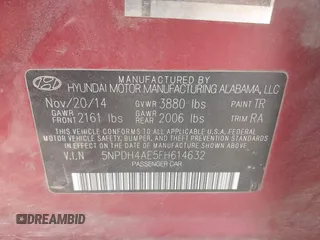 MANUFACTURED BY
HYUNDAI MOTOR MANUFACTURING ALABAMA, LLC
Nov/20/14 GVWR 3880 lbs PAINT TR
GAWR FRONT 2161 lbs GAWR REAR 2006 lbs TRIM RA
THIS VEHICLE CONFORMS TO ALL APPLICABLE U.S. FEDERAL MOTOR
VEHICLE SAFETY, BUMPER, AND THEFT PREVENTION STANDARDS IN
EFFECT ON THE DATE OF MANUFACTURE SHOWN ABOVE.
V.I.N 5NPDH4AE5FH614632
PASSENGER CAR